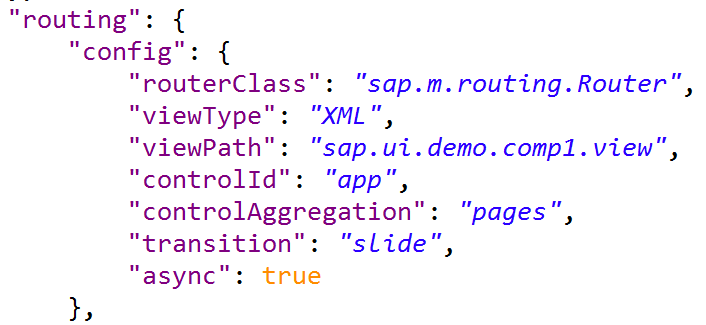 "routing": {
"config": {
"routerClass": "sap.m.routing.Router",
"viewType": "XML",
"viewPath": "sap.ui.demo.comp1.view",
"controlId": "app",
"controlAggregation": "pages",
"transition": "slide",
"async": true
},